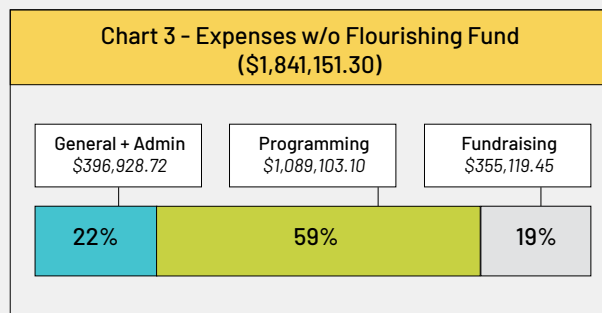 Chart 3 - Expenses w/o Flourishing Fund
($1,841,151.30)
General + Admin
$396,928.72
Programming
$1,089,103.10
Fundraising
$355,119.45
22%
59%
19%